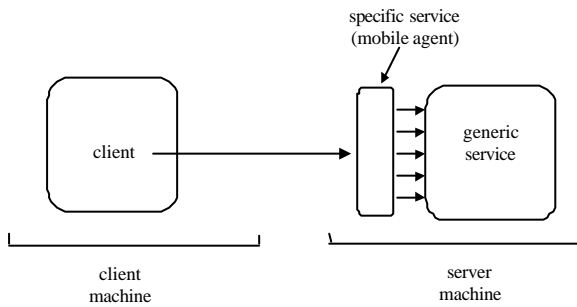 specific service
(mobile agent)
client
generic
service
client
machine
server
machine